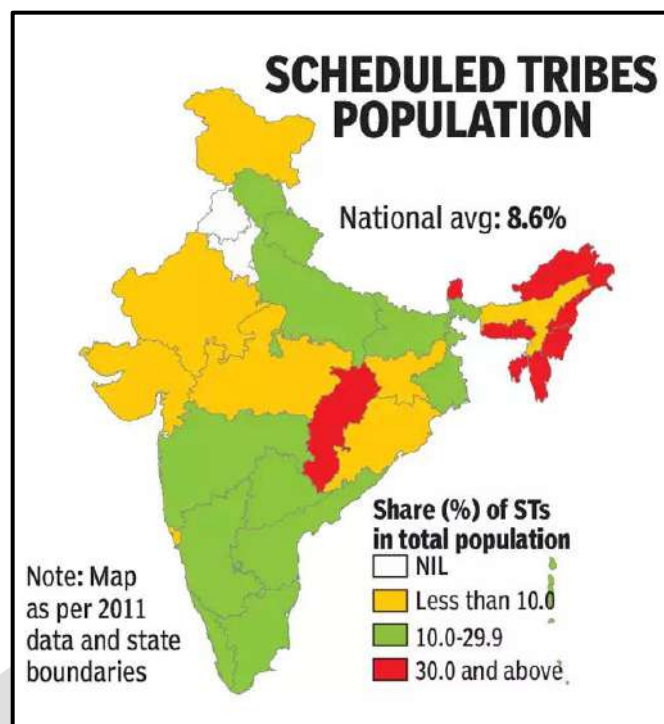 SCHEDULED TRIBES
POPULATION
National avg: 8.6%
Share (%) of STs
in total population
NIL
Less than 10.0
10.0-29.9
30.0 and above
Note: Map
as per 2011
data and state
boundaries